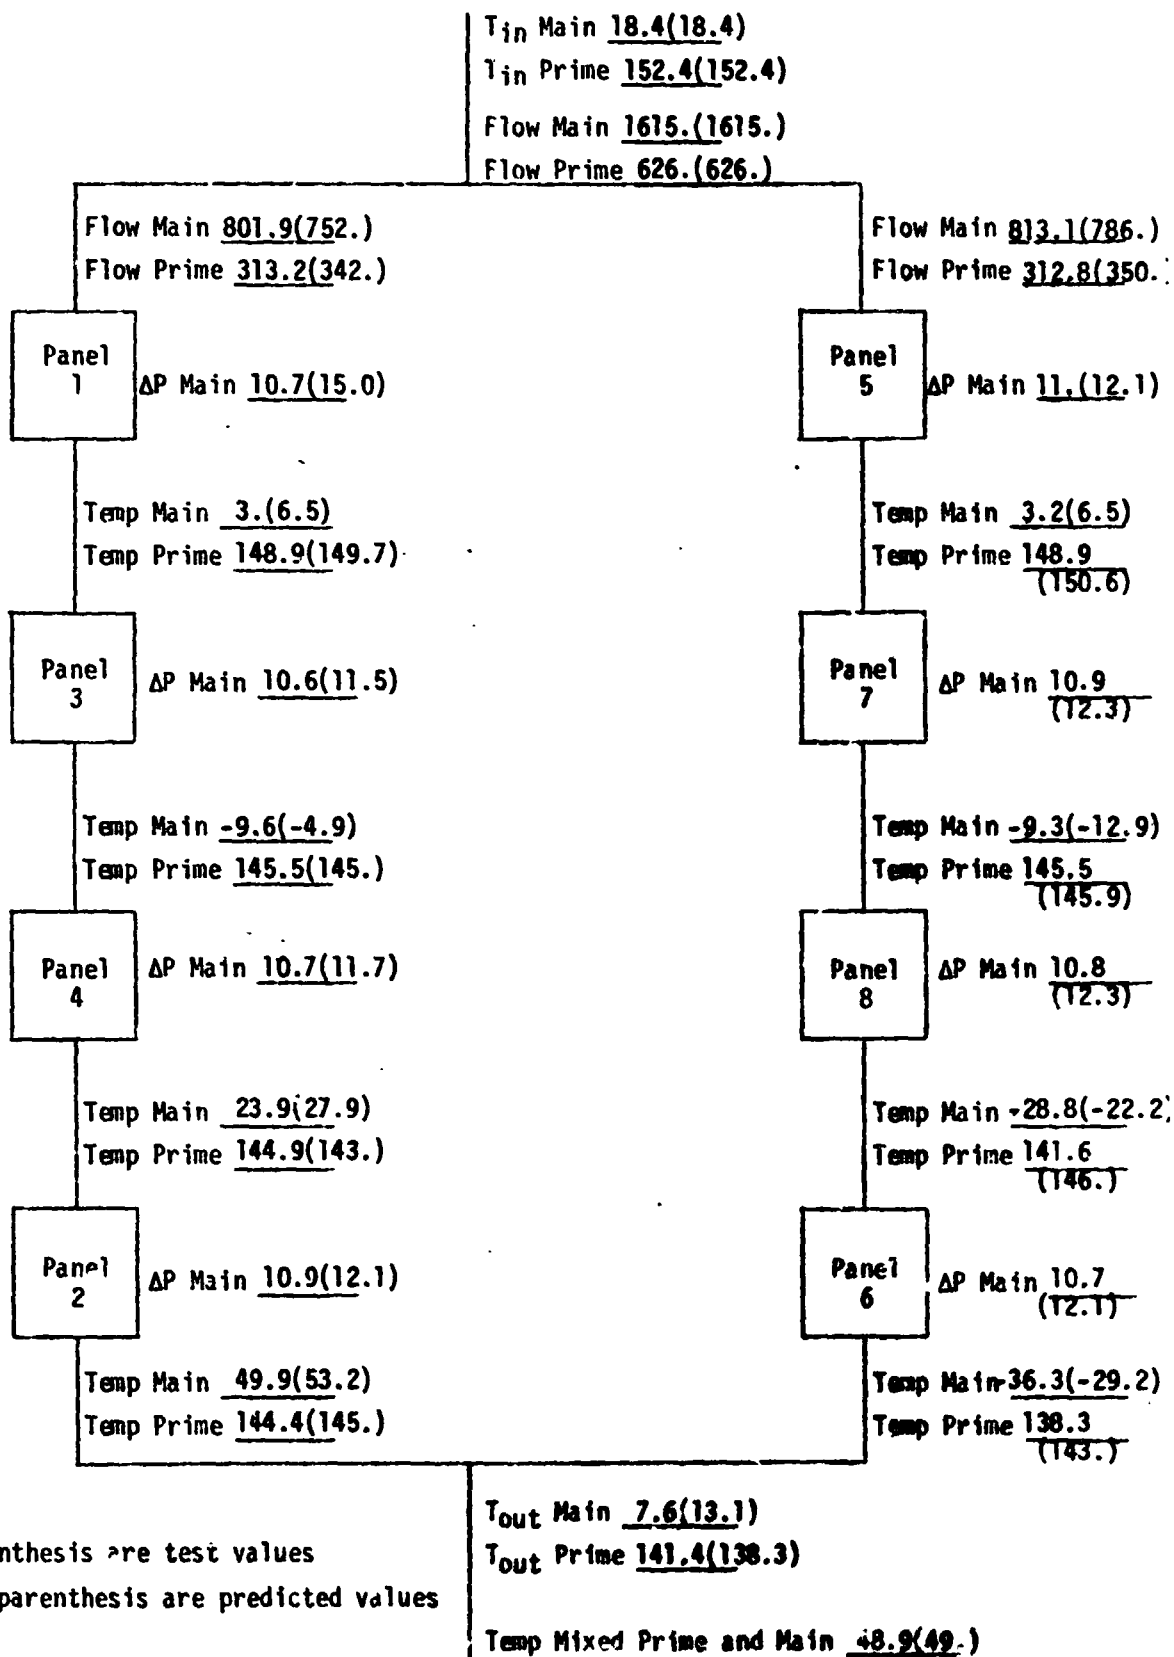 Tin Main 18.4(18.4)
Tin Prime 152.4(152.4)
Flow Main 1615.(1615.)
Flow Prime 626.(626.)
Flow Main 801.9(752.)
Flow Prime 313.2(342.)
Panel
1
ΔP Main 10.7(15.0)
Temp Main 3.(6.5)
Temp Prime 148.9(149.7)
Panel
3
ΔP Main 10.6(11.5)
Temp Main -9.6(-4.9)
Temp Prime 145.5(145.)
Panel
4
ΔP Main 10.7(11.7)
Temp Main 23.9(27.9)
Temp Prime 144.9(143.)
Panel
2
ΔP Main 10.9(12.1)
Temp Main 49.9(53.2)
Temp Prime 144.4(145.)
Flow Main 813.1(786.)
Flow Prime 312.8(350.
Panel
5
ΔP Main 11.(12.1)
Temp Main 3.2(6.5)
Temp Prime 148.9
(150.6)
Panel
7
ΔP Main 10.9
(12.3)
Temp Main -9.3(-12.9)
Temp Prime 145.5
(145.9)
Panel
8
ΔP Main 10.8
(12.3)
Temp Main -28.8(-22.2)
Temp Prime 141.6
(146.)
Panel
6
ΔP Main 10.7
(12.1)
Temp Main-36.3(-29.2)
Temp Prime 138.3
(143.)
Tout Main 7.6(13.1)
Tout Prime 141.4(138.3)
Temp Mixed Prime and Main 48.9(49.)
nthesis are test values
parenthesis are predicted values